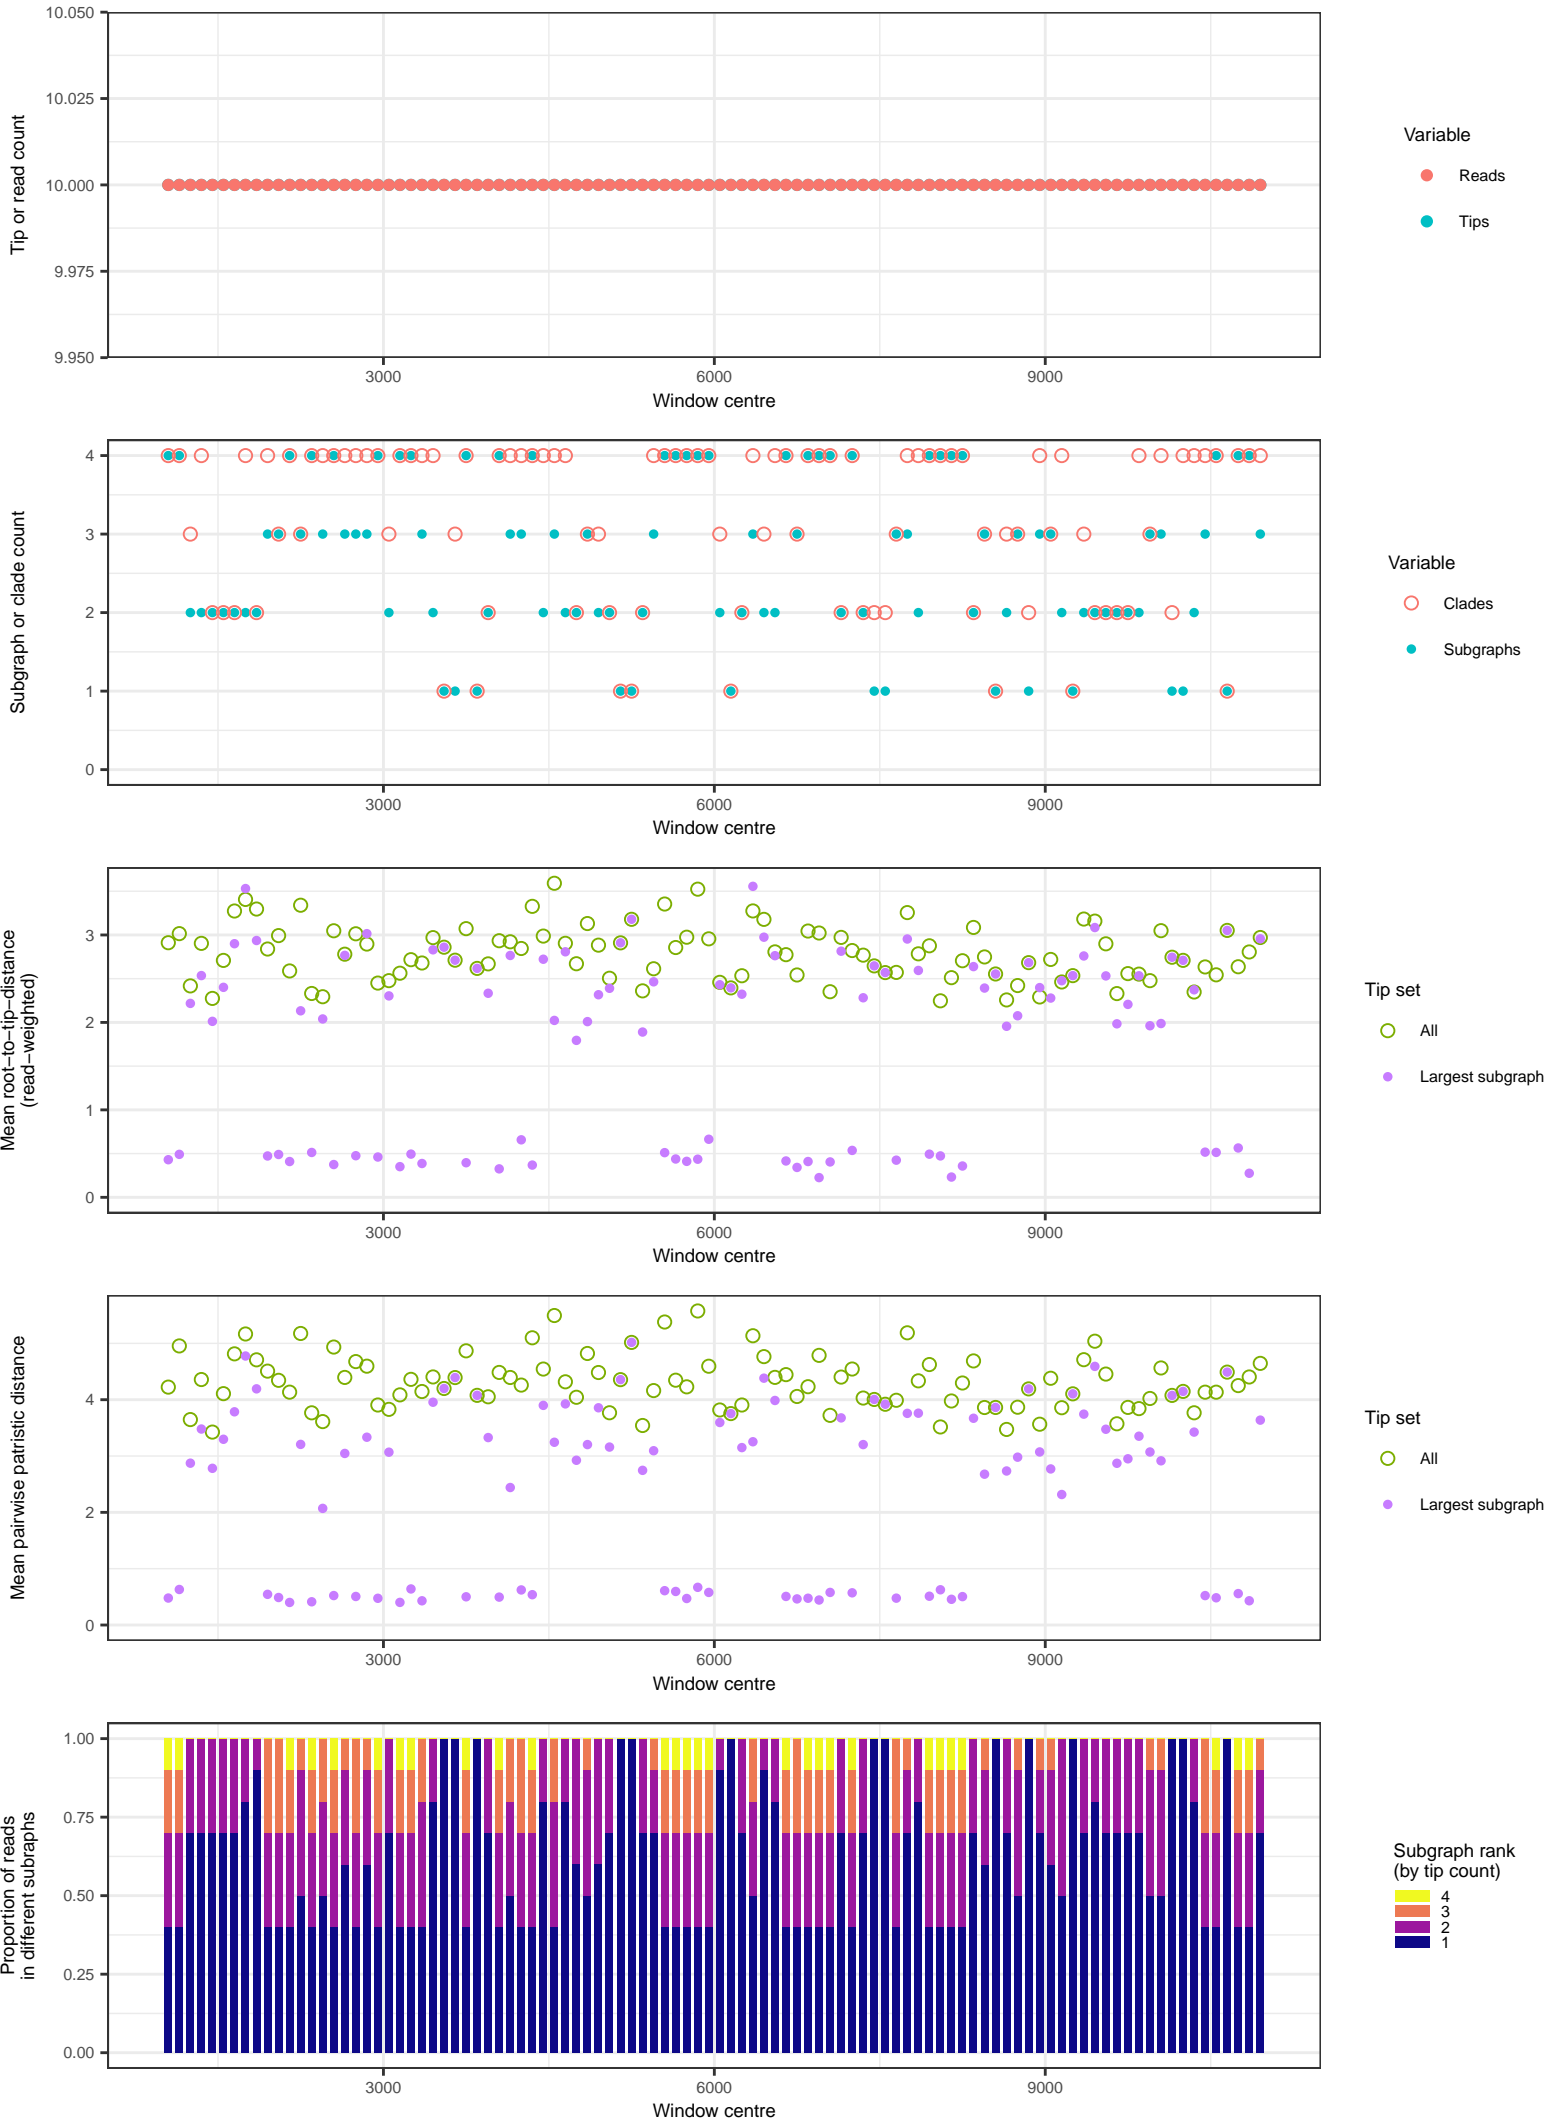 10.050
10.025
10.000
9.975
9.950
Tip or read count
3000
6000
9000
Window centre
Variable
Reads
Tips
4
3
2
1
0
Subgraph or clade count
3000
6000
9000
Window centre
Variable
Clades
Subgraphs
3
2
1
0
Mean root−to−tip−distance
(read−weighted)
3000
6000
9000
Window centre
Tip set
All
Largest subgraph
4
2
0
Mean pairwise patristic distance
3000
6000
9000
Window centre
Tip set
All
Largest subgraph
1.00
0.75
0.50
0.25
0.00
Proportion of reads
in different subraphs
3000
6000
9000
Window centre
Subgraph rank
(by tip count)
4
3
2
1